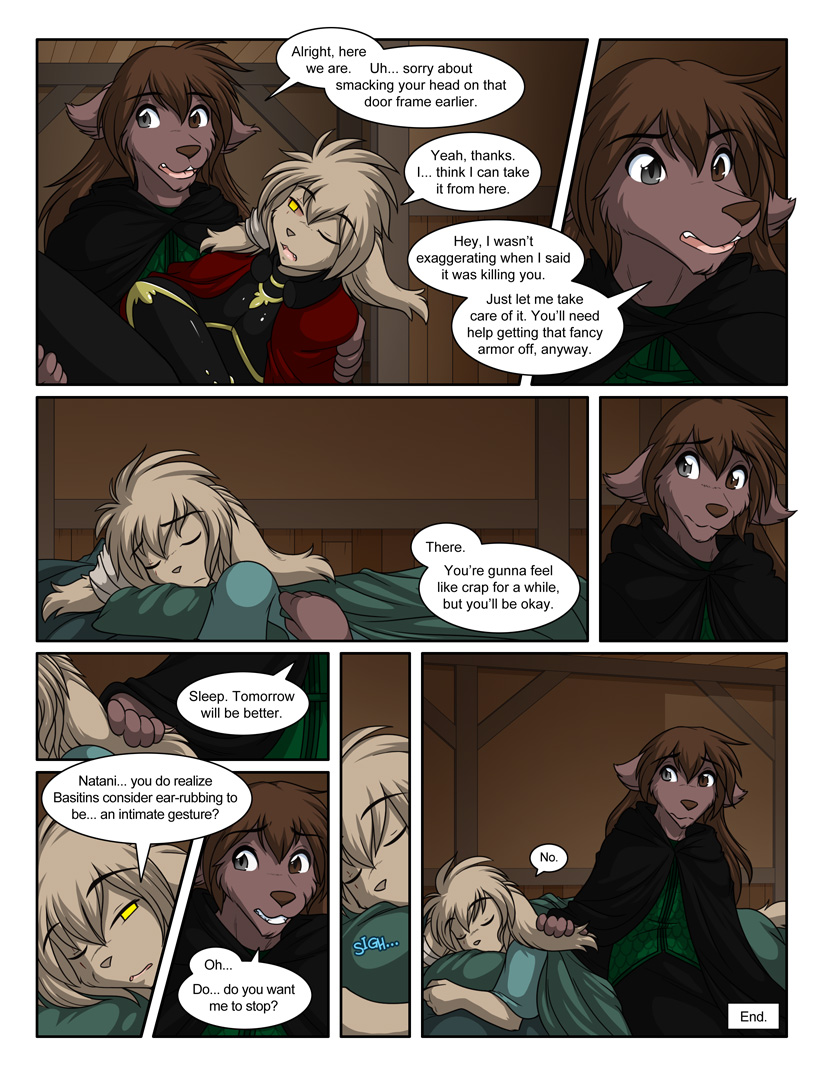 Alright, here
we are.
Uh... sorry about
smacking your head on that
door frame earlier.
Yeah, thanks.
I... think I can take
it from here.
Hey, I wasn't
exaggerating when I said
it was killing you.
Just let me take
care of it. You'll need
help getting that fancy
armor off, anyway.
There.
You're gunna feel
like crap for a while,
but you'll be okay.
Sleep. Tomorrow
will be better.
Natani... you do realize
Basitins consider ear-rubbing to
be... an intimate gesture?
Oh...
Do... do you want
me to stop?
SIGH...
No.
End.